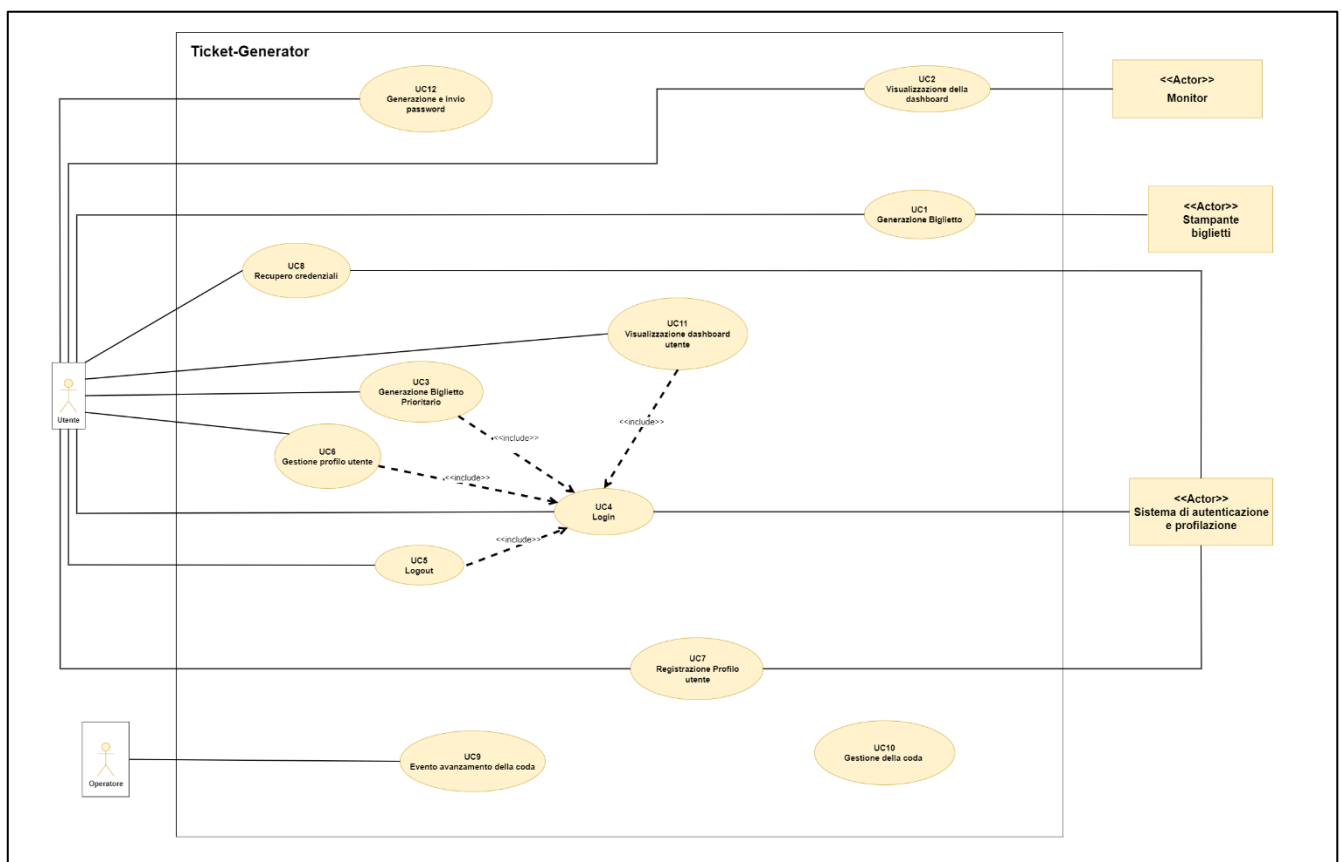 Ticket-Generator
UC12
Generazione e invio
password
UC2
Visualizzazione della
dashboard
<<Actor>>
Monitor
UC1
Generazione Biglietto
<<Actor>>
Stampante
biglietti
UC8
Recupero credenziali
UC11
Visualizzazione dashboard
utente
UC3
Generazione Biglietto
Prioritario
Utente
<<include>>
<<include>>
UC6
Gestione profilo utente
<<include>>
UC4
Login
<<Actor>>
Sistema di autenticazione
e profilazione
<<include>>
UC5
Logout
UC7
Registrazione Profilo
utente
Operatore
UC9
Evento avanzamento della coda
UC10
Gestione della coda